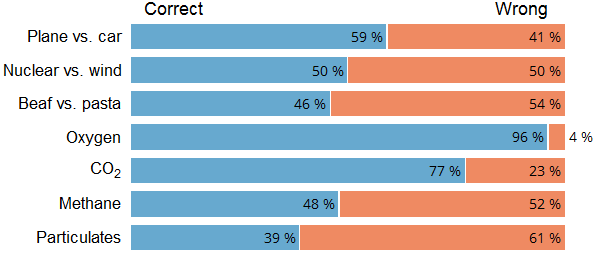 Correct Wrong
Plane vs. car 59 % 41 %
Nuclear vs. wind 50 % 50 %
Beaf vs. pasta 46 % 54 %
Oxygen 96 % 4 %
CO₂ 77 % 23 %
Methane 48 % 52 %
Particulates 39 % 61 %